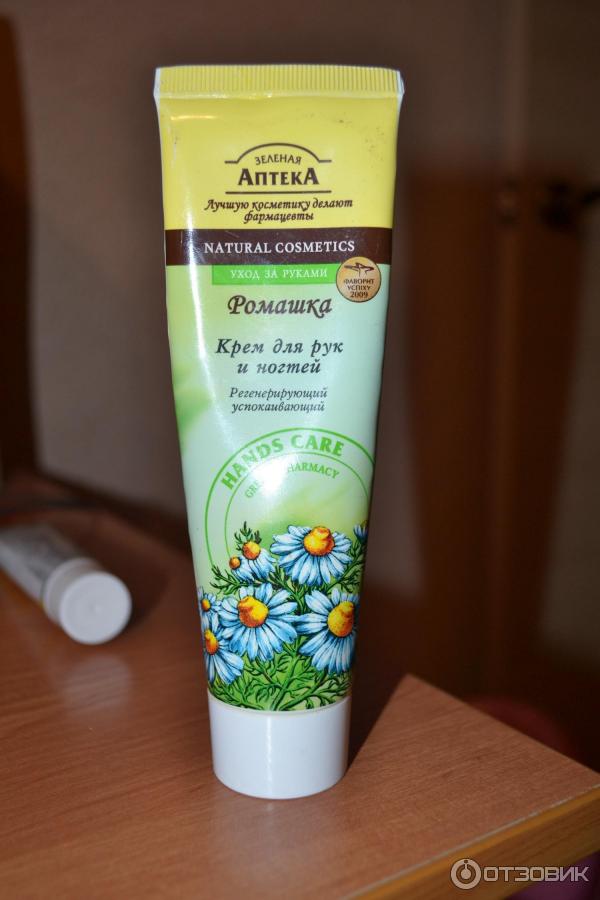 ЗЕЛЕНАЯ
АПТЕКА
Лучшую косметику делают
фармацевты
NATURAL COSMETICS
УХОД ЗА РУКАМИ
ФАВОРИТ
УСПІХУ
2009
Ромашка
Крем для рук
и ногтей
Регенерирующий
успокаивающий
HANDS CARE
GREEN PHARMACY
ОТЗОВИК